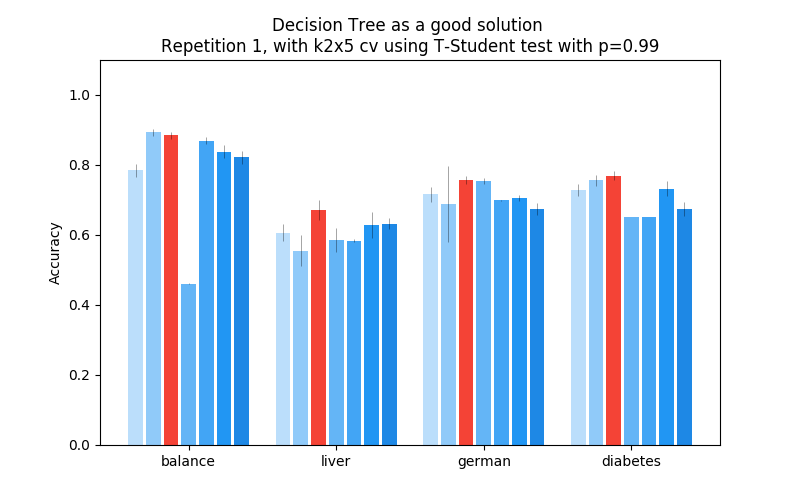 Decision Tree as a good solution
Repetition 1, with k2x5 cv using T-Student test with p=0.99
1.0
0.8
0.6
0.4
0.2
0.0
Accuracy
balance
liver
german
diabetes